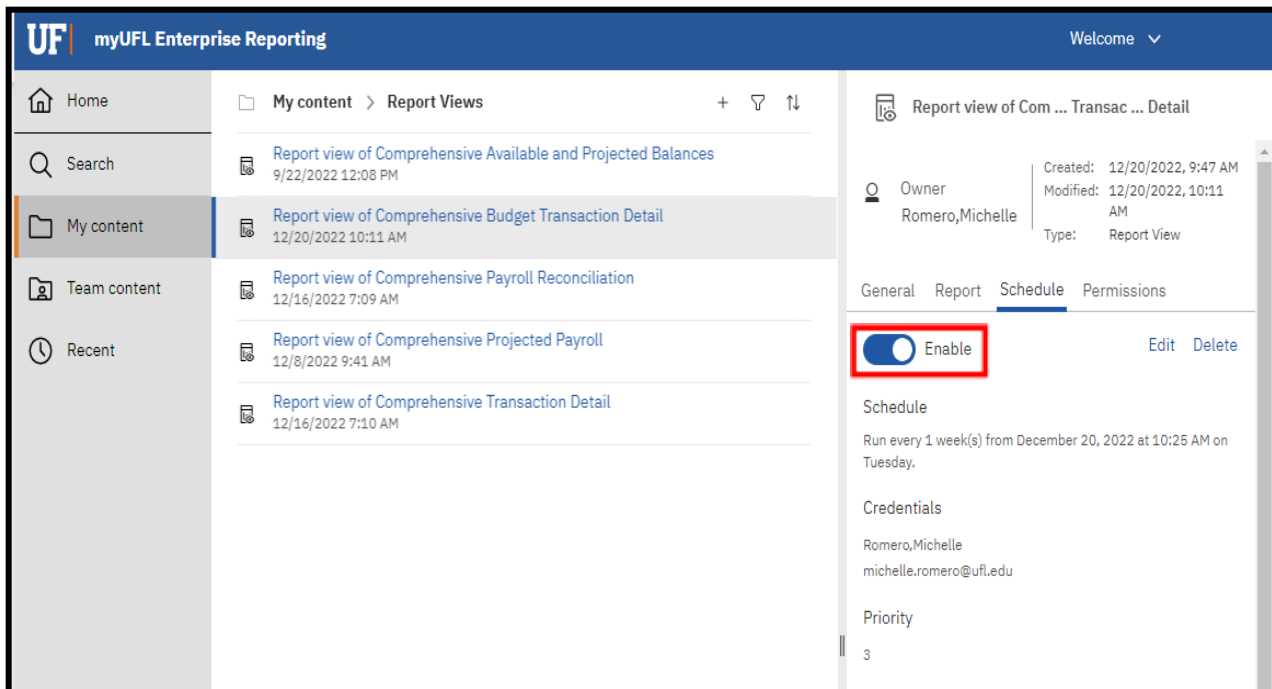 UF myUFL Enterprise Reporting Welcome
Home
Search
My content
Team content
Recent
My content > Report Views
Report view of Comprehensive Available and Projected Balances
9/22/2022 12:08 PM
Report view of Comprehensive Budget Transaction Detail
12/20/2022 10:11 AM
Report view of Comprehensive Payroll Reconciliation
12/16/2022 7:09 AM
Report view of Comprehensive Projected Payroll
12/8/2022 9:41 AM
Report view of Comprehensive Transaction Detail
12/16/2022 7:10 AM
Report view of Com ... Transac ... Detail
Owner
Romero,Michelle
Created: 12/20/2022, 9:47 AM
Modified: 12/20/2022, 10:11
AM
Type: Report View
General Report Schedule Permissions
Enable Edit Delete
Schedule
Run every 1 week(s) from December 20, 2022 at 10:25 AM on
Tuesday.
Credentials
Romero,Michelle
michelle.romero@ufl.edu
Priority
3